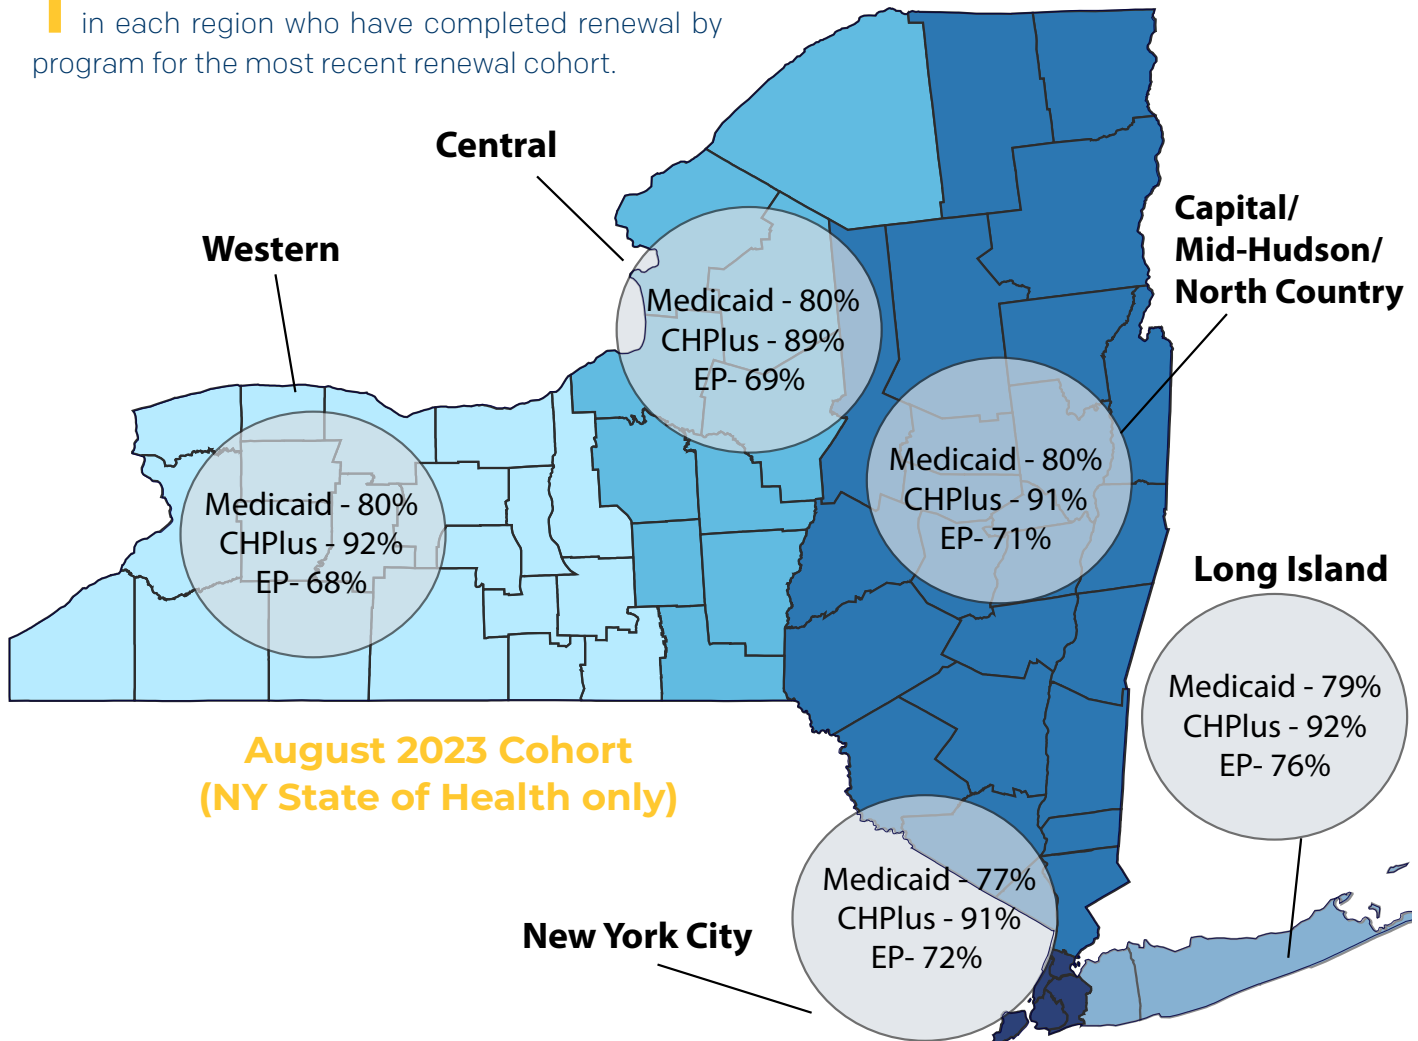 in each region who have completed renewal by
program for the most recent renewal cohort.
Central
Western
Capital/
Mid-Hudson/
North Country
Medicaid - 80%
CHPlus - 89%
EP- 69%
Medicaid - 80%
CHPlus - 91%
EP- 71%
Medicaid - 80%
CHPlus - 92%
EP- 68%
Long Island
Medicaid - 79%
CHPlus - 92%
EP- 76%
August 2023 Cohort
(NY State of Health only)
Medicaid - 77%
CHPlus - 91%
EP- 72%
New York City